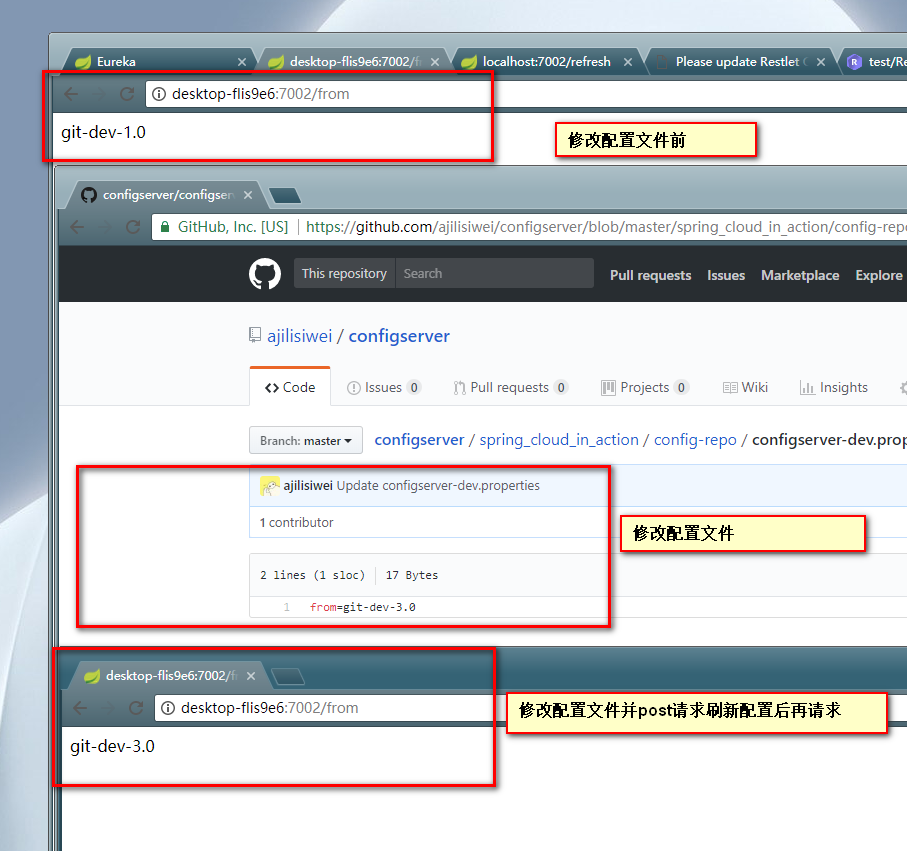 Eureka
desktop-flis9e6:7002/f
localhost:7002/refresh
Please update Restlet C
test/Re
desktop-flis9e6:7002/from
git-dev-1.0
修改配置文件前
configserver/configser
GitHub, Inc. [US] https://github.com/ajilisiwei/configserver/blob/master/spring_cloud_in_action/config-repo
This repository Search Pull requests Issues Marketplace Explore
ajilisiwei / configserver
Code Issues 0 Pull requests 0 Projects 0 Wiki Insights
Branch: master configserver / spring_cloud_in_action / config-repo / configserver-dev.prop
ajilisiwei Update configserver-dev.properties
1 contributor
修改配置文件
2 lines (1 sloc) 17 Bytes
1 from=git-dev-3.0
desktop-flis9e6:7002/f
desktop-flis9e6:7002/from
修改配置文件并post请求刷新配置后再请求
git-dev-3.0